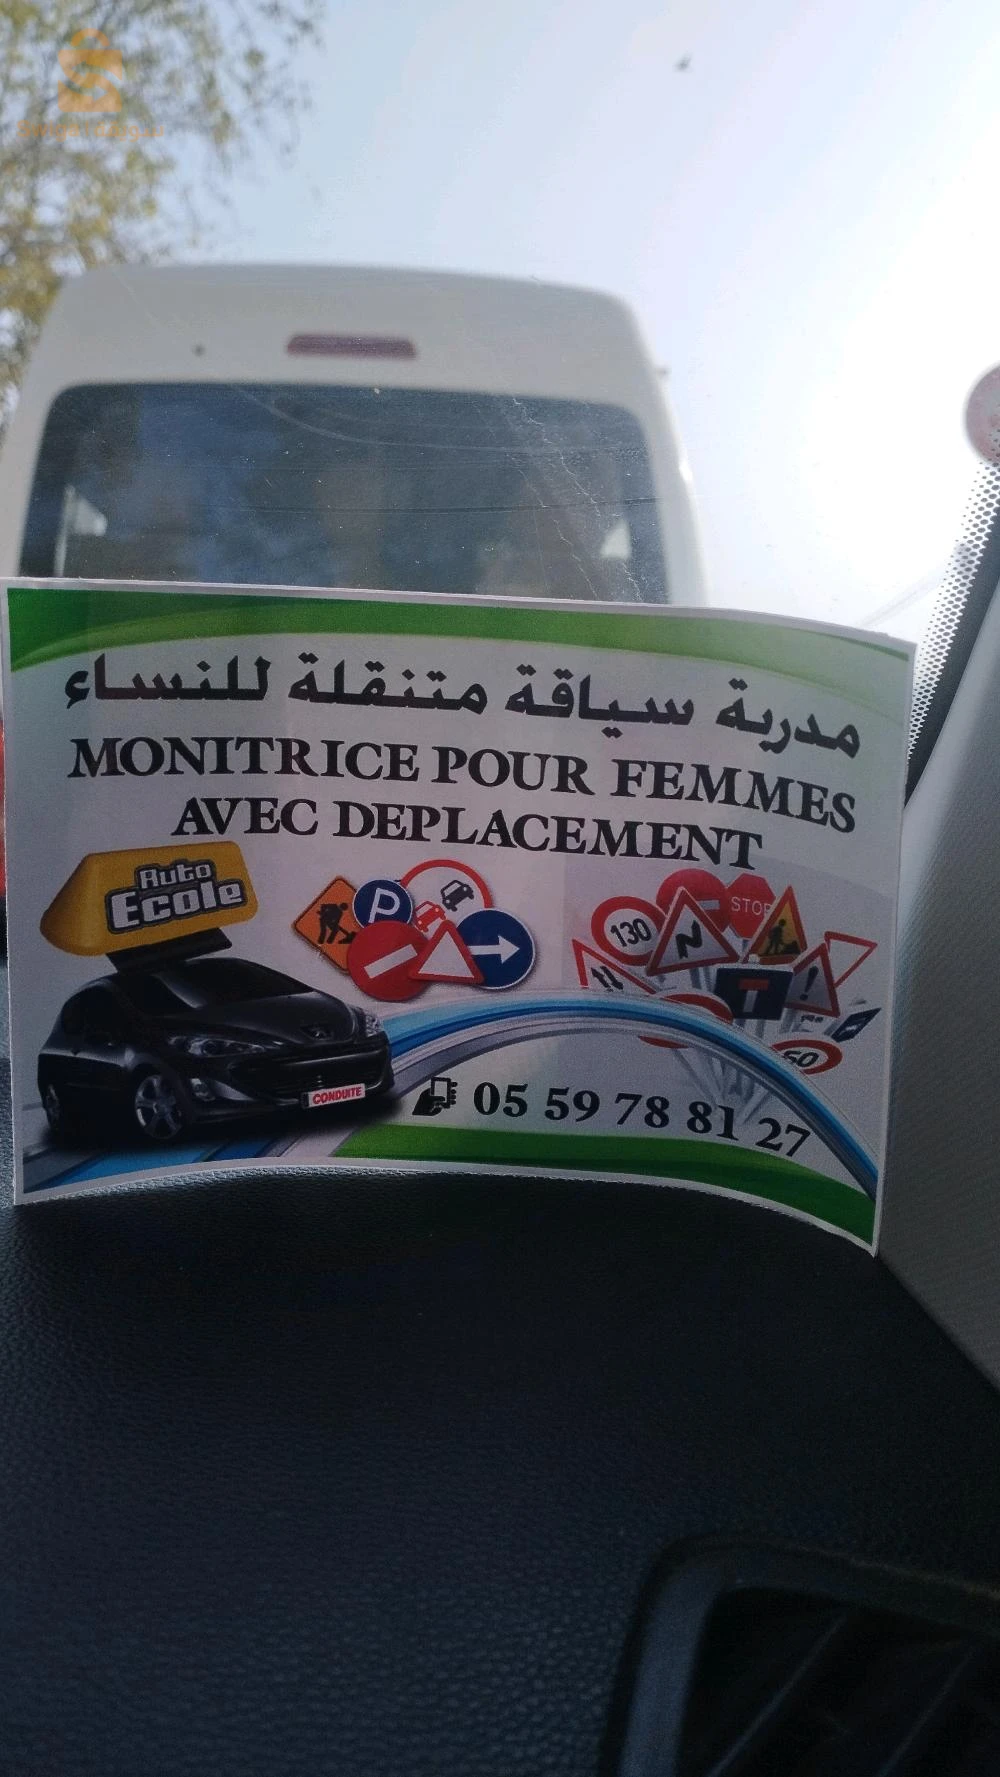 مدربة سياقة متنقلة للنساء
MONITRICE POUR FEMMES
AVEC DEPLACEMENT
Auto
Ecole
P
130
STOP
60
CONDUITE
05 59 78 81 27